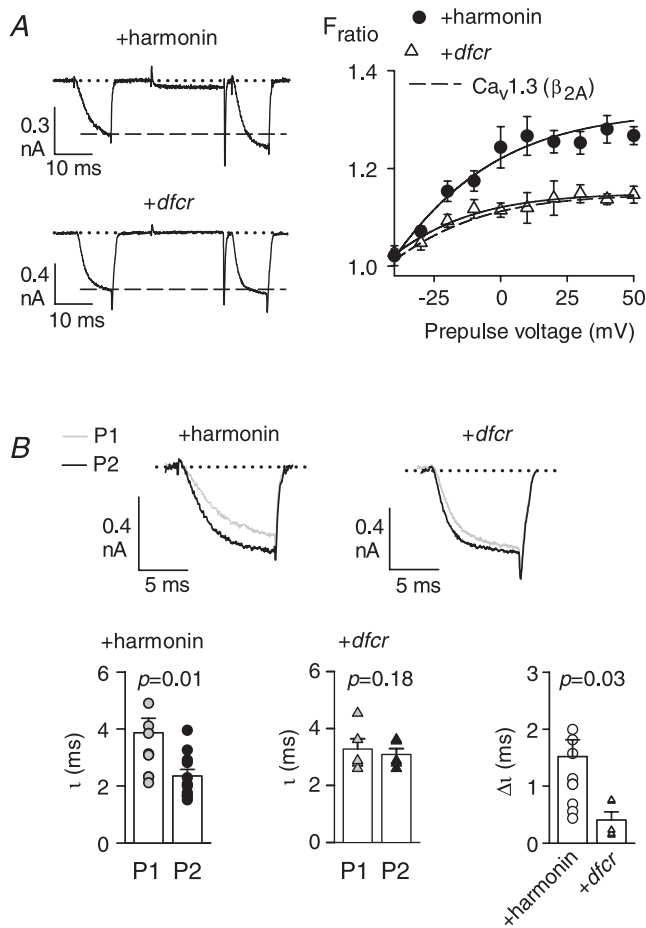 A
+harmonin
0.3
nA
10 ms
+dfcr
0.4
nA
10 ms
Fratio
+harmonin
+dfcr
CaV1.3 (β2A)
1.4
1.2
1.0
-25
0
25
50
Prepulse voltage (mV)
B
P1
P2
+harmonin
0.4
nA
5 ms
+dfcr
0.4
nA
5 ms
+harmonin
p=0.01
6
4
2
0
ι (ms)
P1
P2
+dfcr
p=0.18
6
4
2
0
ι (ms)
P1
P2
p=0.03
3
2
1
0
Δι (ms)
+harmonin
+dfcr